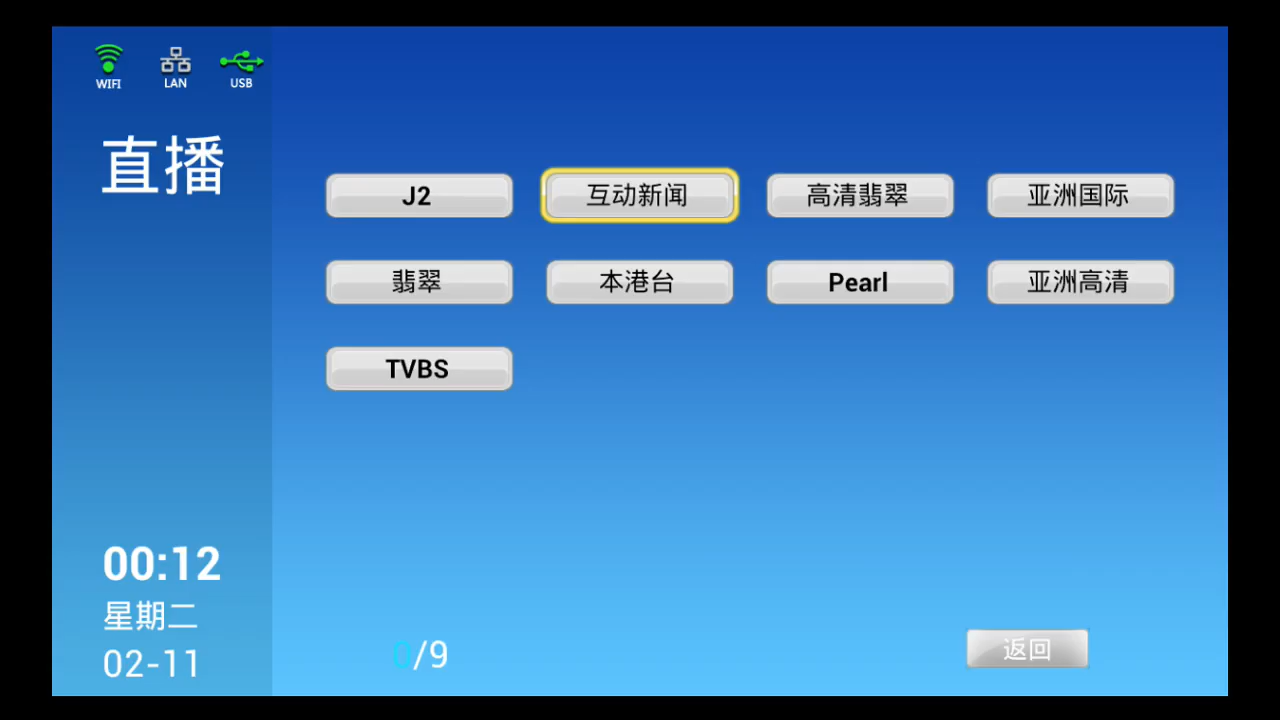 WIFI LAN USB
直播
J2 互动新闻 高清翡翠 亚洲国际
翡翠 本港台 Pearl 亚洲高清
TVBS
00:12
星期二
02-11
0/9
返回